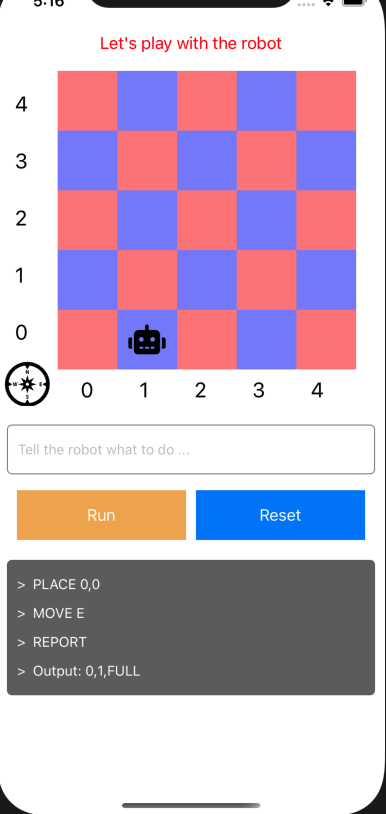 5:16
Let's play with the robot
4
3
2
1
0
N
W E
S
0 1 2 3 4
Tell the robot what to do ...
Run Reset
> PLACE 0,0
> MOVE E
> REPORT
> Output: 0,1,FULL